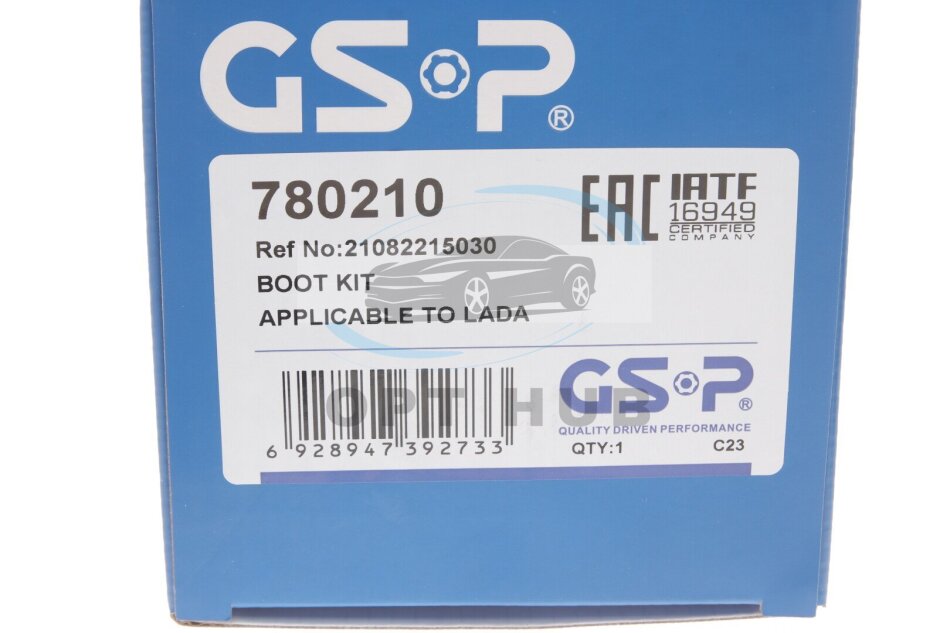 GSP®
780210
EAC
IATF
16949
CERTIFIED
COMPANY
Ref No:21082215030
BOOT KIT
APPLICABLE TO LADA
OPT HUB
GSP®
QUALITY DRIVEN PERFORMANCE
6 928947 392733
QTY:1
C23